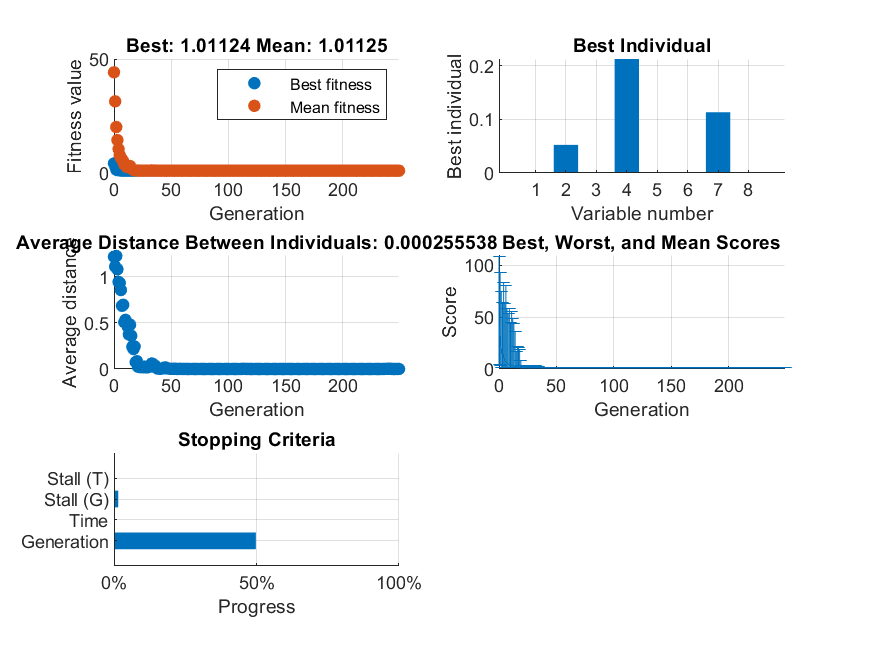 Best: 1.01124 Mean: 1.01125
50
0
Fitness value
Best fitness
Mean fitness
0 50 100 150 200
Generation
Best Individual
0.2
0.1
0
Best individual
1 2 3 4 5 6 7 8
Variable number
Average Distance Between Individuals: 0.000255538
1
0.5
0
Average distance
0 50 100 150 200
Generation
Best, Worst, and Mean Scores
100
50
0
Score
0 50 100 150 200
Generation
Stopping Criteria
Stall (T)
Stall (G)
Time
Generation
0% 50% 100%
Progress